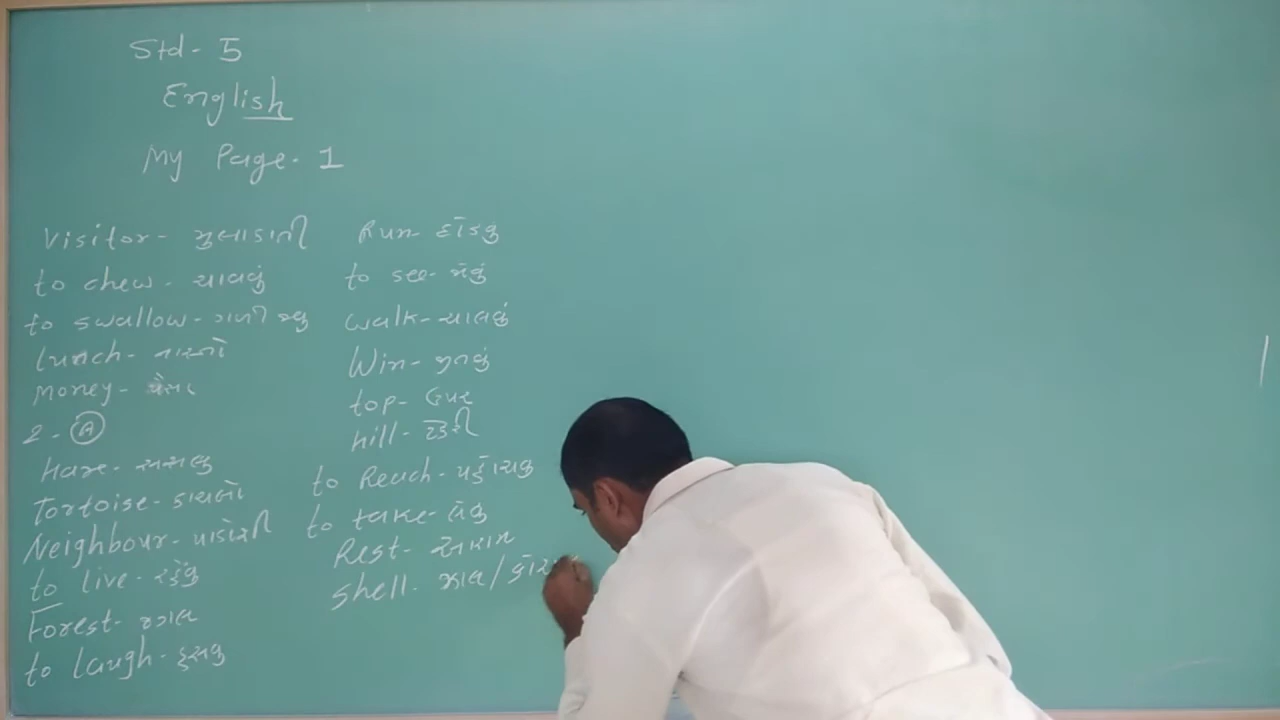 Std- 5
English
My Page- 1
Visitor- મુલાકાતી
to chew- ચાવવું
to swallow- ગળી જવુ
Lunch- નાસ્તો
Money- પૈસા
2- (A)
Hare- સસલુ
Tortoise- કાચબો
Neighbour- પાડોશી
to live- રહેવુ
Forest- જંગલ
to laugh- હસવુ
Run- દોડવુ
to see-
walk- ચાલવું
Win- જીતવું
top- ઉપર
hill- ટેકરી
to Reach- પહોંચવુ
to take- લેવુ
Rest- આરામ
shell-